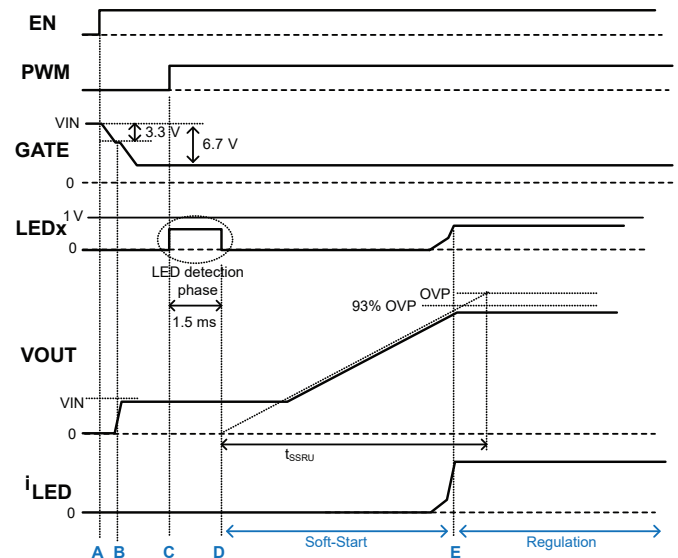 EN
PWM
VIN
3.3 V
6.7 V
GATE
0
1 V
LEDx
0
LED detection
phase
1.5 ms
OVP
93% OVP
VOUT
VIN
0
tSSRU
iLED
0
Soft-Start
Regulation
A B C D E